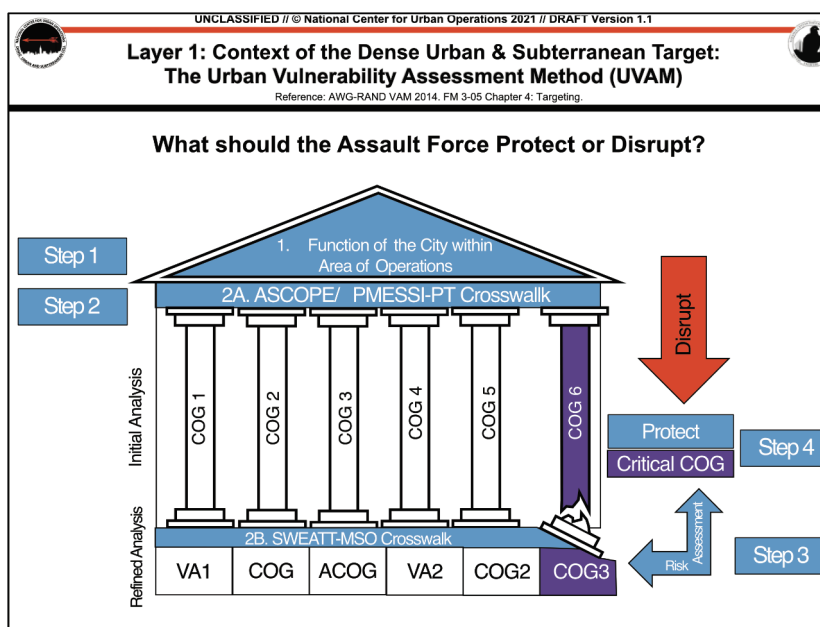 UNCLASSIFIED // © National Center for Urban Operations 2021 // DRAFT Version 1.1
Layer 1: Context of the Dense Urban & Subterranean Target:
The Urban Vulnerability Assessment Method (UVAM)
Reference: AWG-RAND VAM 2014. FM 3-05 Chapter 4: Targeting.
What should the Assault Force Protect or Disrupt?
Step 1
1. Function of the City within
Area of Operations
Step 2
2A. ASCOPE/ PMESSI-PT Crosswallk
Initial Analysis
COG 1
COG 2
COG 3
COG 4
COG 5
COG 6
Disrupt
Protect
Critical COG
Step 4
Refined Analysis
2B. SWEATT-MSO Crosswalk
VA1
COG
ACOG
VA2
COG2
COG3
Risk
Assessment
Step 3